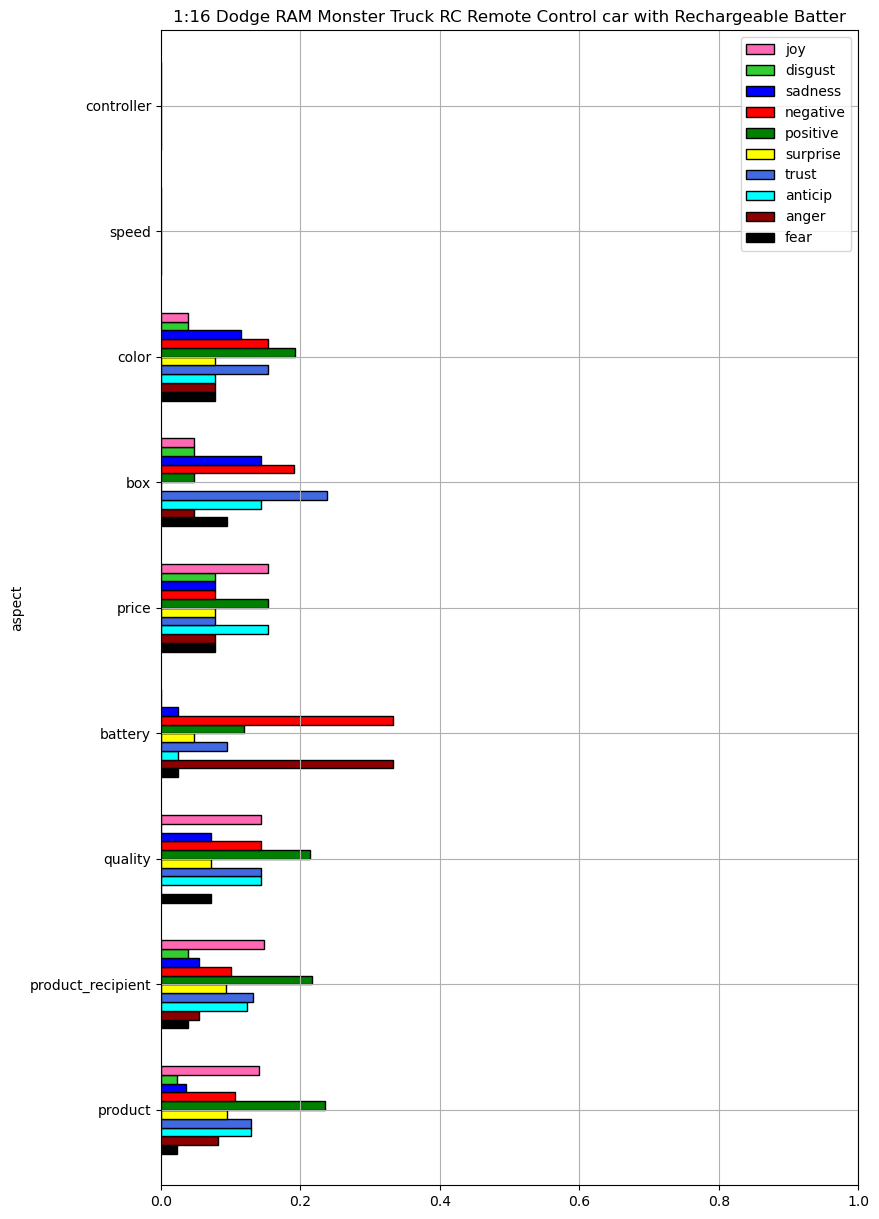 1:16 Dodge RAM Monster Truck RC Remote Control car with Rechargeable Batter
joy
disgust
sadness
negative
positive
surprise
trust
anticip
anger
fear
controller
speed
color
box
price
battery
quality
product_recipient
product
aspect
0.0 0.2 0.4 0.6 0.8 1.0